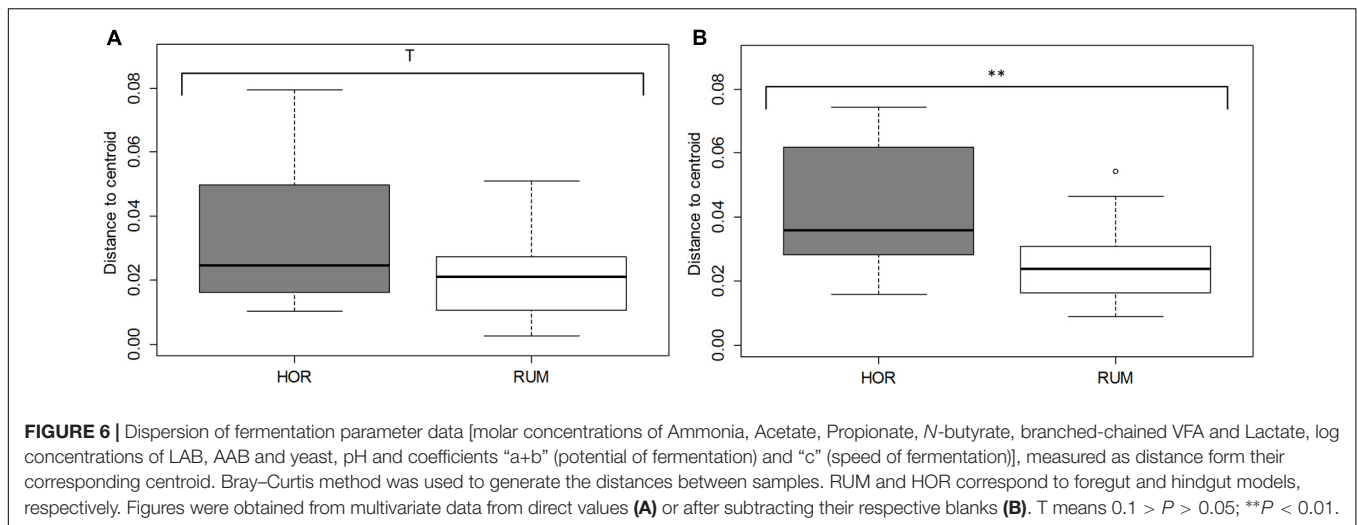 A
T
Distance to centroid
0.00 0.02 0.04 0.06 0.08
HOR RUM
B
**
Distance to centroid
0.00 0.02 0.04 0.06 0.08
HOR RUM
FIGURE 6 | Dispersion of fermentation parameter data [molar concentrations of Ammonia, Acetate, Propionate, N-butyrate, branched-chained VFA and Lactate, log
concentrations of LAB, AAB and yeast, pH and coefficients “a+b” (potential of fermentation) and “c” (speed of fermentation)], measured as distance form their
corresponding centroid. Bray–Curtis method was used to generate the distances between samples. RUM and HOR correspond to foregut and hindgut models,
respectively. Figures were obtained from multivariate data from direct values (A) or after subtracting their respective blanks (B). T means 0.1 > P > 0.05; **P < 0.01.